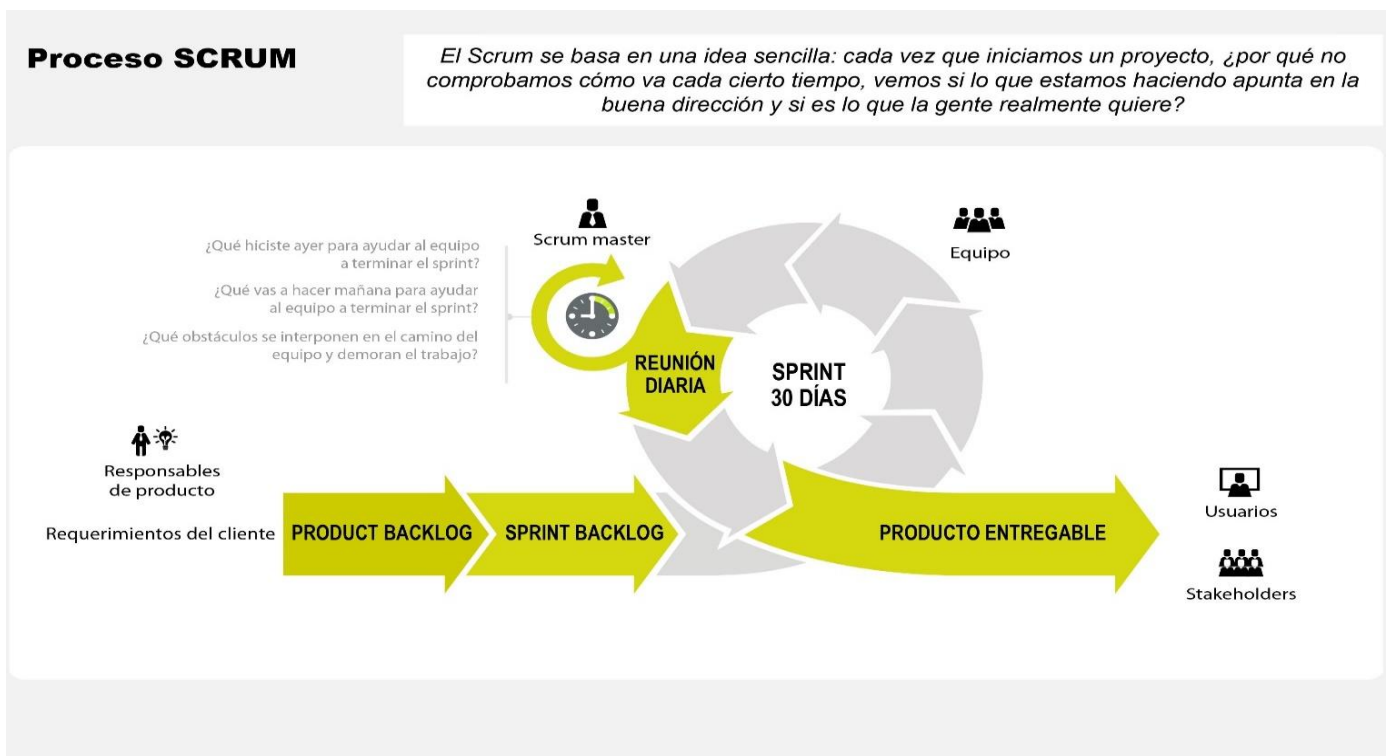 Proceso SCRUM
El Scrum se basa en una idea sencilla: cada vez que iniciamos un proyecto, ¿por qué no
comprobamos cómo va cada cierto tiempo, vemos si lo que estamos haciendo apunta en la
buena dirección y si es lo que la gente realmente quiere?
Scrum master
Equipo
¿Qué hiciste ayer para ayudar al equipo
a terminar el sprint?
¿Qué vas a hacer mañana para ayudar
al equipo a terminar el sprint?
¿Qué obstáculos se interponen en el camino del
equipo y demoran el trabajo?
REUNIÓN
DIARIA
SPRINT
30 DÍAS
Responsables
de producto
Requerimientos del cliente
PRODUCT BACKLOG
SPRINT BACKLOG
PRODUCTO ENTREGABLE
Usuarios
Stakeholders